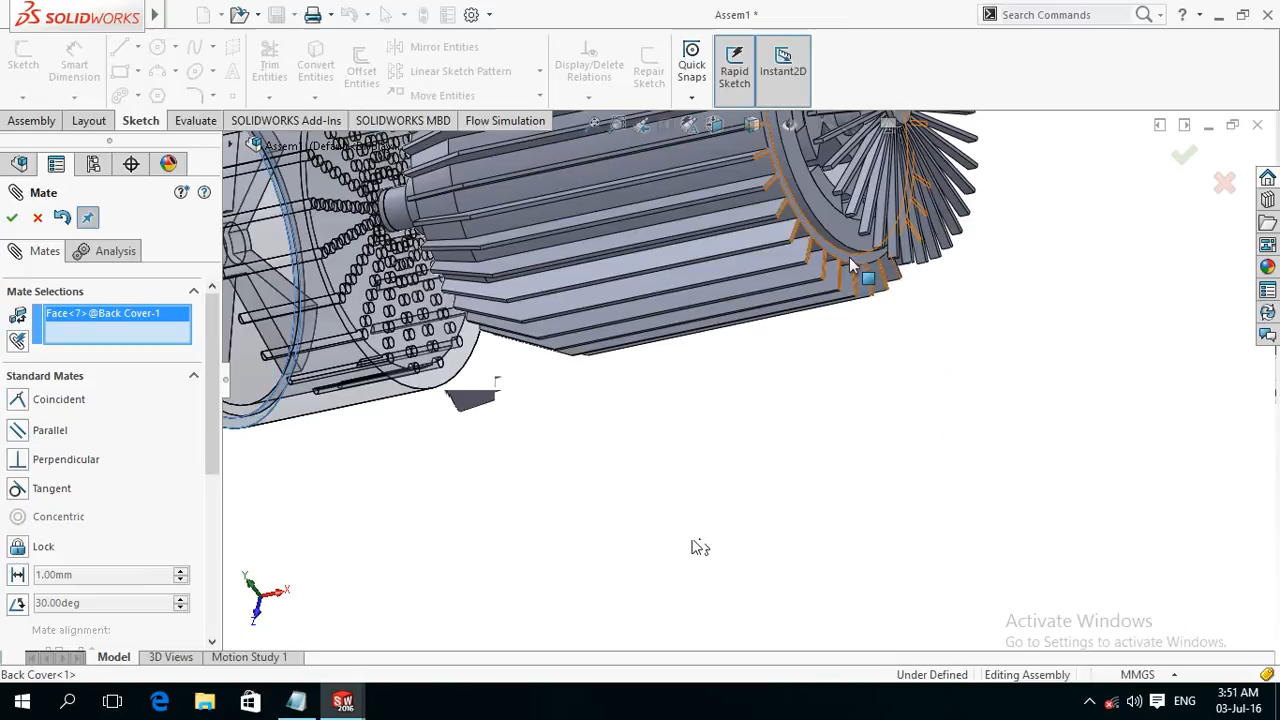 SOLIDWORKS
Assem1 *
Search Commands
Sketch
Smart Dimension
Trim Entities
Convert Entities
Offset Entities
Mirror Entities
Linear Sketch Pattern
Move Entities
Display/Delete Relations
Repair Sketch
Quick Snaps
Rapid Sketch
Instant2D
Assembly
Layout
Sketch
Evaluate
SOLIDWORKS Add-Ins
SOLIDWORKS MBD
Flow Simulation
Mate
Mates
Analysis
Mate Selections
Face<7>@Back Cover-1
Standard Mates
Coincident
Parallel
Perpendicular
Tangent
Concentric
Lock
1.00mm
30.00deg
Mate alignment:
Y
X
Z
Activate Windows
Go to Settings to activate Windows.
Model
3D Views
Motion Study 1
Back Cover<1>
Under Defined
Editing Assembly
MMGS
SW
2016
ENG
3:51 AM
03-Jul-16